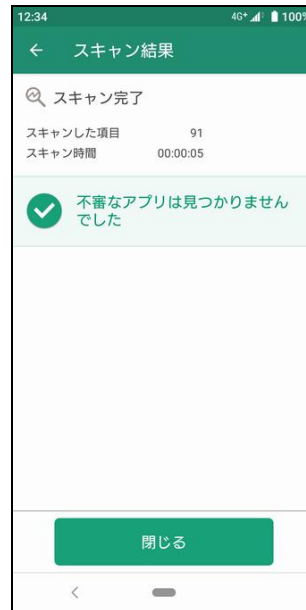 12:34 4G+ 100%
スキャン結果
スキャン完了
スキャンした項目 91
スキャン時間 00:00:05
不審なアプリは見つかりません
でした
閉じる